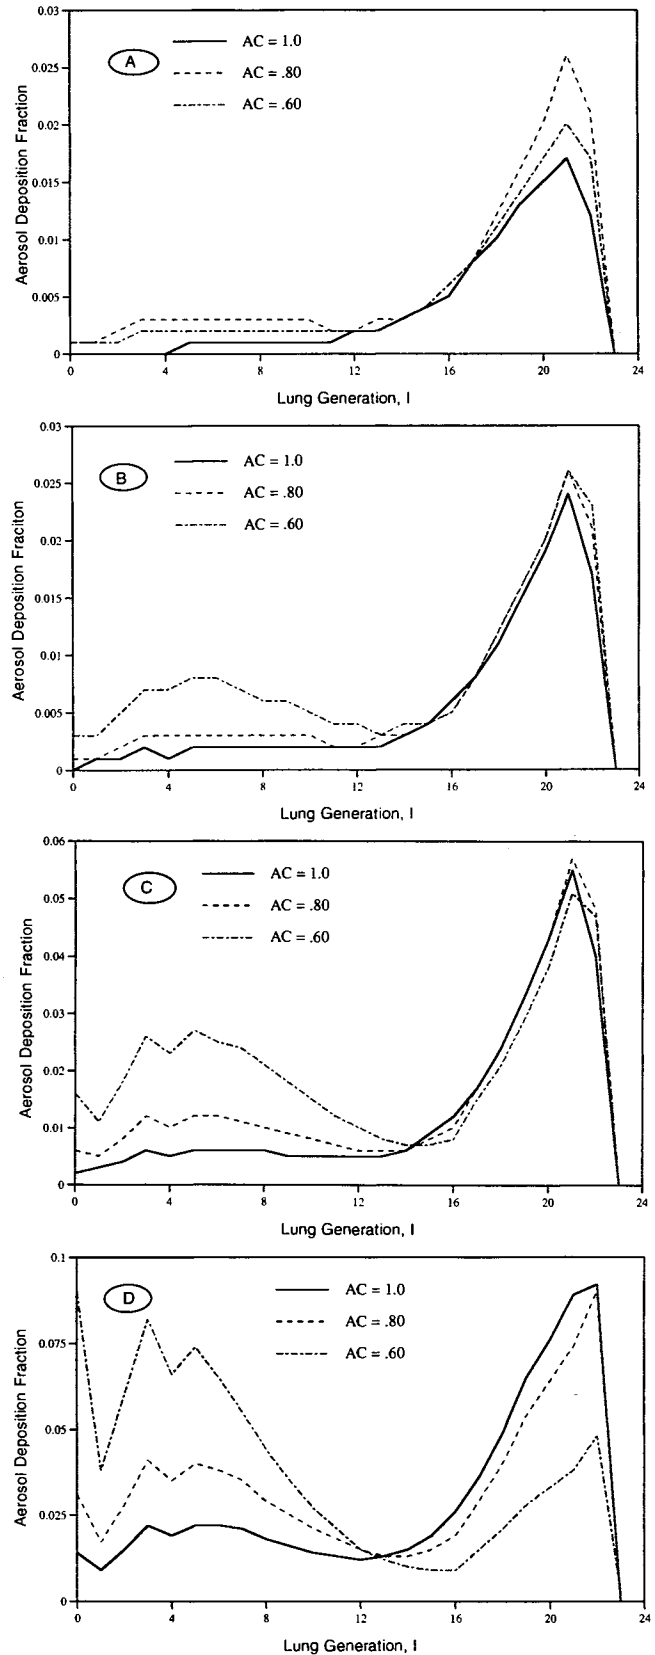 0.03
A
AC = 1.0
AC = .80
AC = .60
0.025
0.02
0.015
0.01
0.005
0
Aerosol Deposition Fraction
0 4 8 12 16 20 24
Lung Generation, I
0.03
B
AC = 1.0
AC = .80
AC = .60
0.025
0.02
0.015
0.01
0.005
0
Aerosol Deposition Fraciton
0 4 8 12 16 20 24
Lung Generation, I
0.06
C
AC = 1.0
AC = .80
AC = .60
0.05
0.04
0.03
0.02
0.01
0
Aerosol Deposition Fraction
0 4 8 12 16 20 24
Lung Generation, I
0.1
D
AC = 1.0
AC = .80
AC = .60
0.075
0.05
0.025
0
Aerosol Deposition Fraction
0 4 8 12 16 20 24
Lung Generation, I